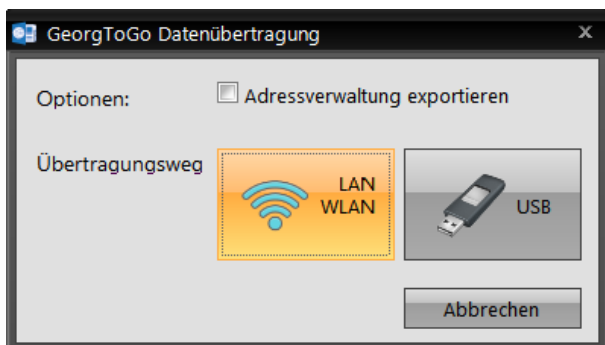 GeorgToGo Datenübertragung x
Optionen: Adressverwaltung exportieren
Übertragungsweg
LAN
WLAN
USB
Abbrechen